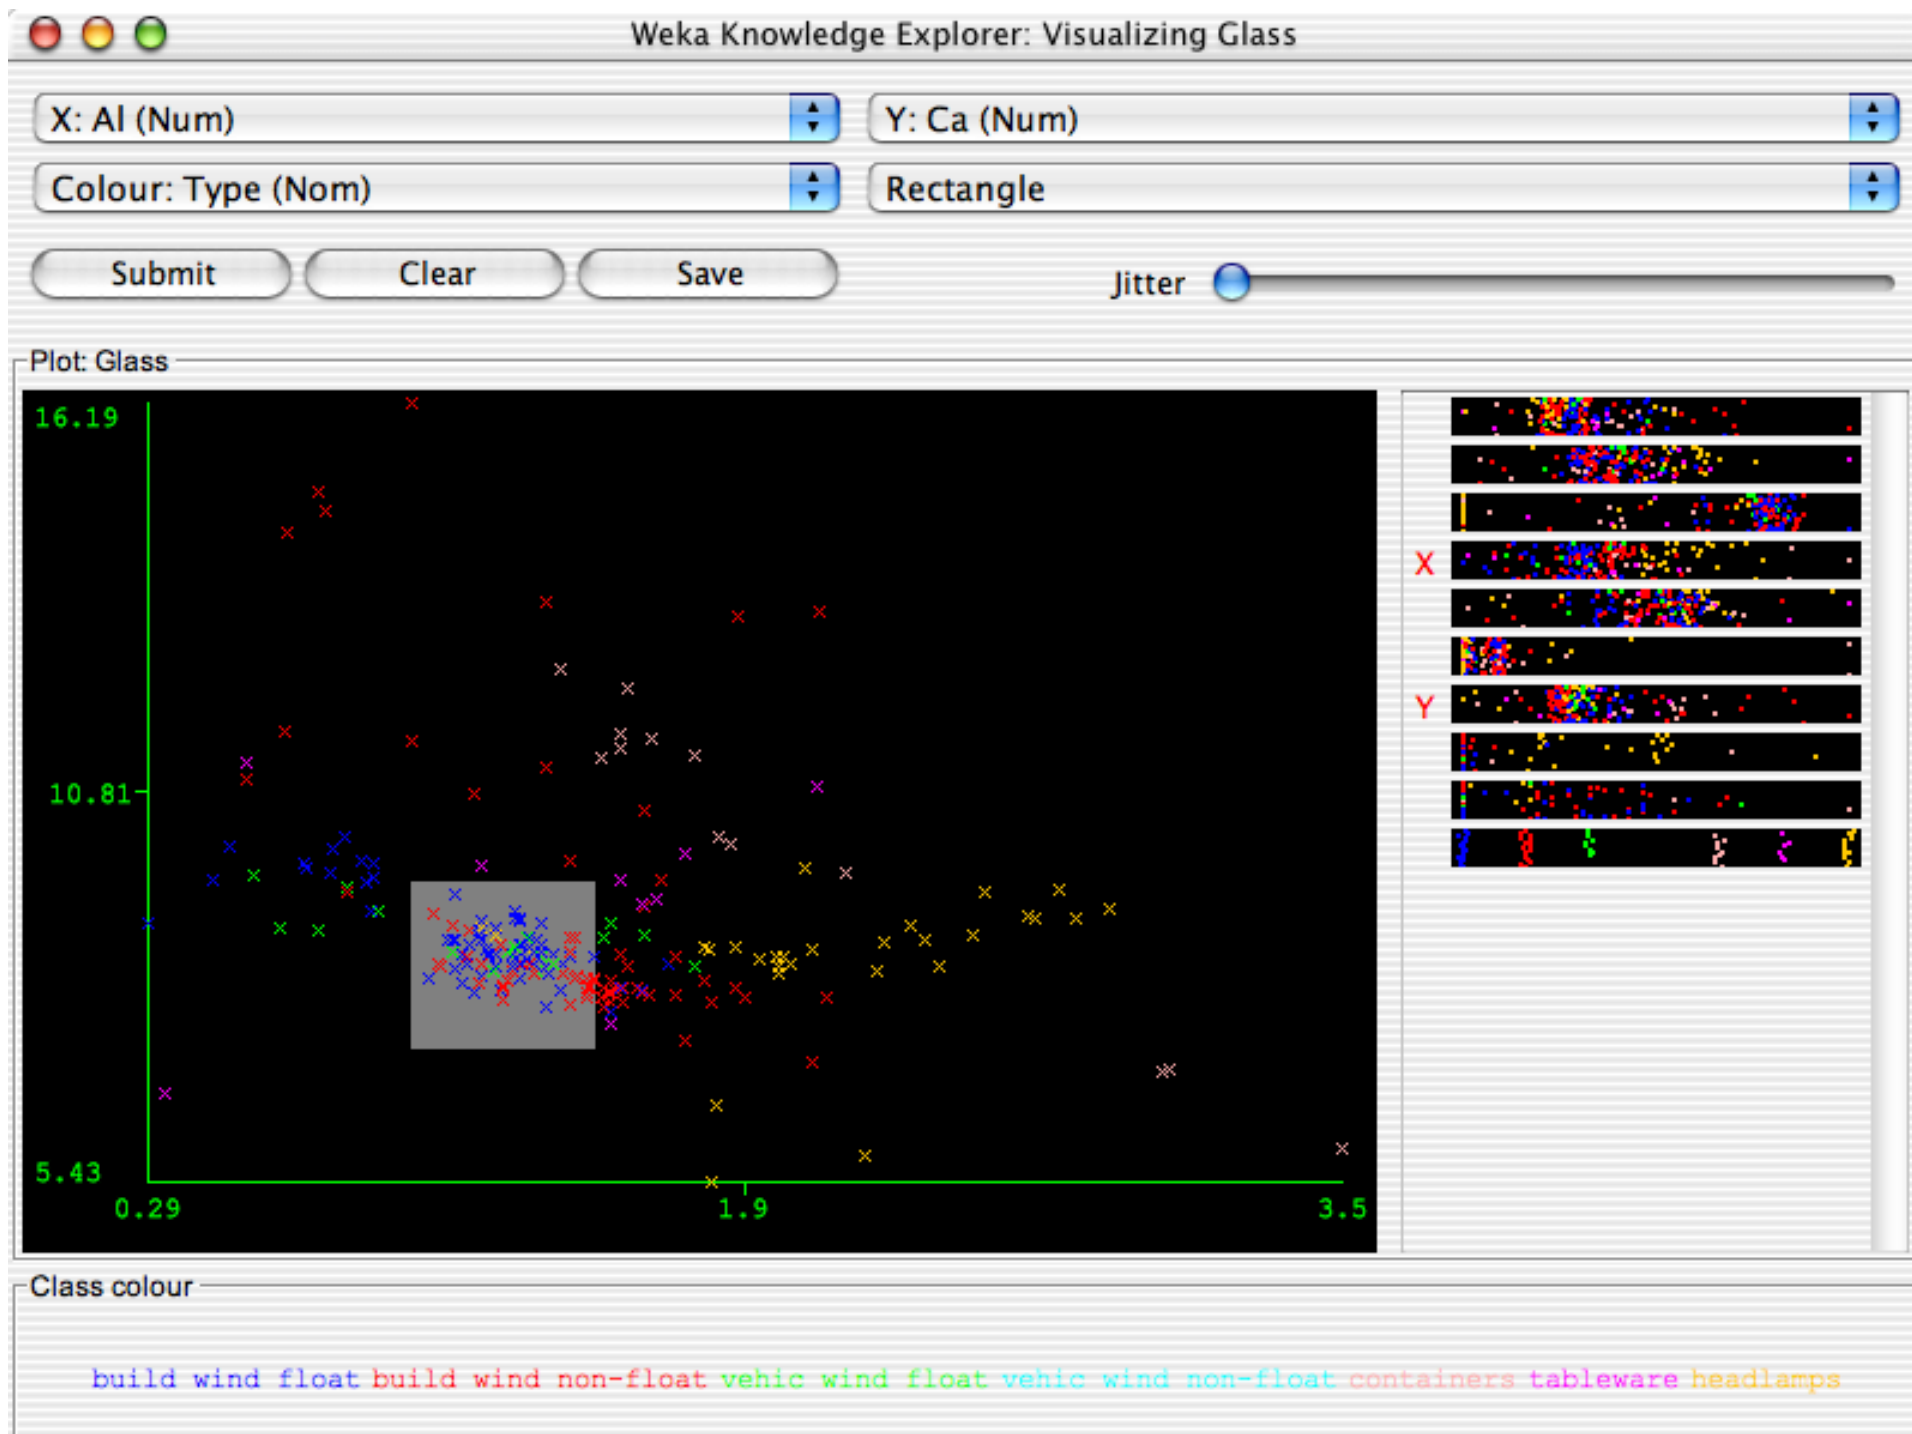 Weka Knowledge Explorer: Visualizing Glass
X: Al (Num) Y: Ca (Num)
Colour: Type (Nom) Rectangle
Submit Clear Save Jitter
Plot: Glass
16.19
X
Y
10.81
5.43
0.29 1.9 3.5
Class colour
build wind float build wind non-float vehic wind float vehic wind non-float containers tableware headlamps